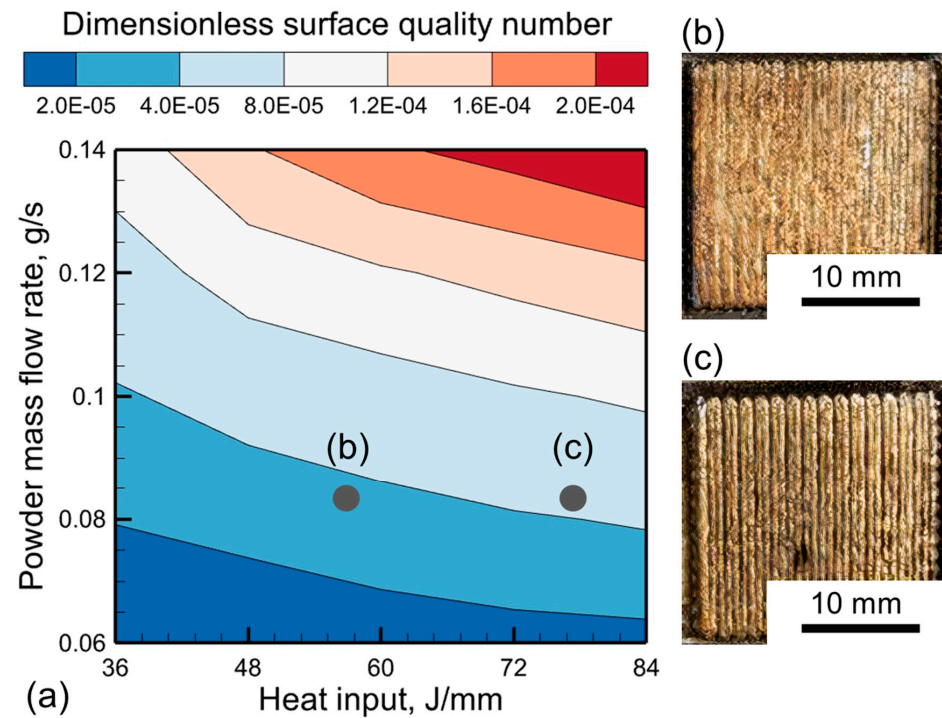 Dimensionless surface quality number
2.0E-05 4.0E-05 8.0E-05 1.2E-04 1.6E-04 2.0E-04
Powder mass flow rate, g/s
0.14
0.12
0.1
0.08
0.06
(b) (c)
36 48 60 72 84
Heat input, J/mm
(a)
(b)
10 mm
(c)
10 mm